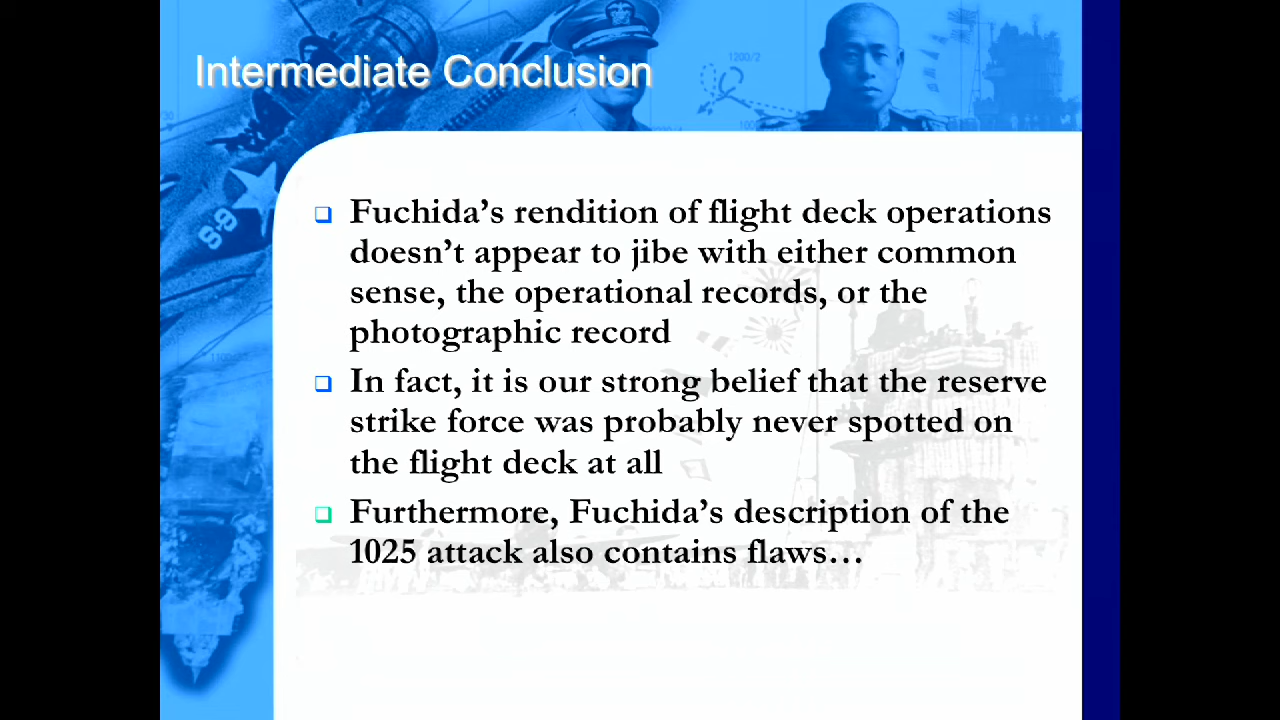 Intermediate Conclusion
1200/2
Fuchida’s rendition of flight deck operations
doesn’t appear to jibe with either common
sense, the operational records, or the
photographic record
In fact, it is our strong belief that the reserve
strike force was probably never spotted on
the flight deck at all
Furthermore, Fuchida’s description of the
1025 attack also contains flaws…